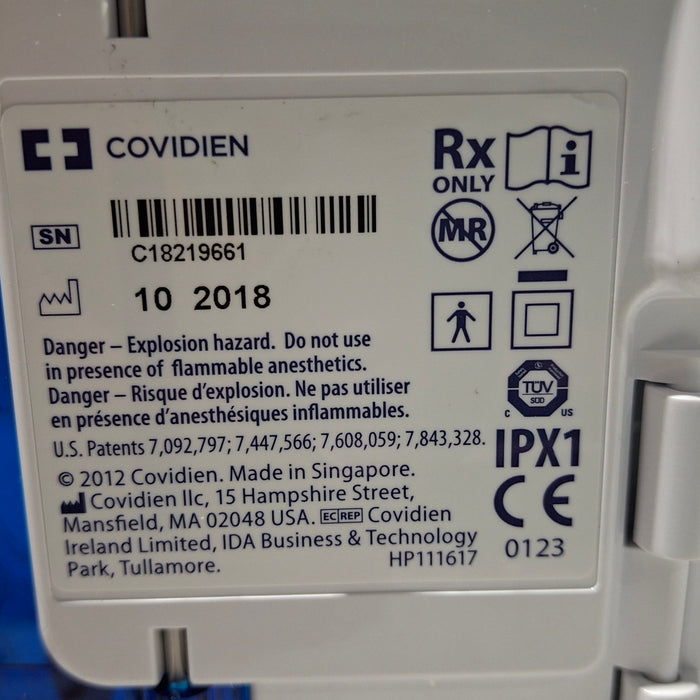 COVIDIEN
Rx
ONLY
SN
C18219661
MR
10 2018
Danger – Explosion hazard. Do not use
in presence of flammable anesthetics.
Danger – Risque d'explosion. Ne pas utiliser
en présence d'anesthésiques inflammables.
U.S. Patents 7,092,797; 7,447,566; 7,608,059; 7,843,328.
© 2012 Covidien. Made in Singapore.
Covidien llc, 15 Hampshire Street,
Mansfield, MA 02048 USA. EC REP Covidien
Ireland Limited, IDA Business & Technology
Park, Tullamore.
HP111617
TÜV
SÜD
C US
IPX1
CE
0123